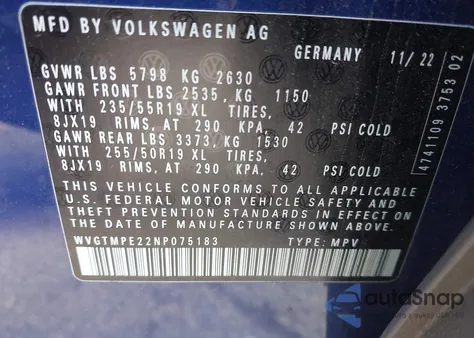 MFD BY VOLKSWAGEN AG
GERMANY 11/22
GVWR LBS 5798 KG 2630
GAWR FRONT LBS 2535, KG 1150
WITH 235/55R19 XL TIRES,
8JX19 RIMS, AT 290 KPA, 42 PSI COLD
GAWR REAR LBS 3373, KG 1530
WITH 255/50R19 XL TIRES,
8JX19 RIMS, AT 290 KPA, 42 PSI COLD
THIS VEHICLE CONFORMS TO ALL APPLICABLE
U.S. FEDERAL MOTOR VEHICLE SAFETY AND
THEFT PREVENTION STANDARDS IN EFFECT ON
THE DATE OF MANUFACTURE SHOWN ABOVE.
WVGTMPE22NP075183 TYPE: MPV
4741109 3753 02
autoSnap